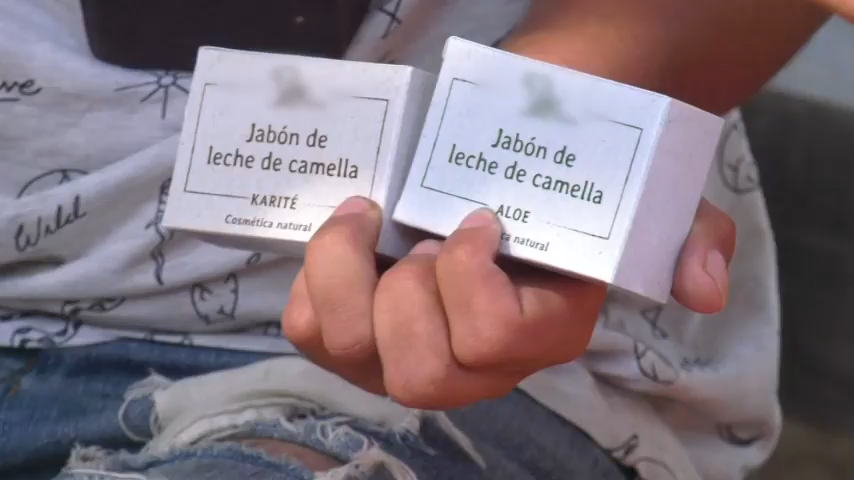 Jabón de
leche de camella
KARITÉ
Cosmética natural
Jabón de
leche de camella
ALOE
natural
Wild